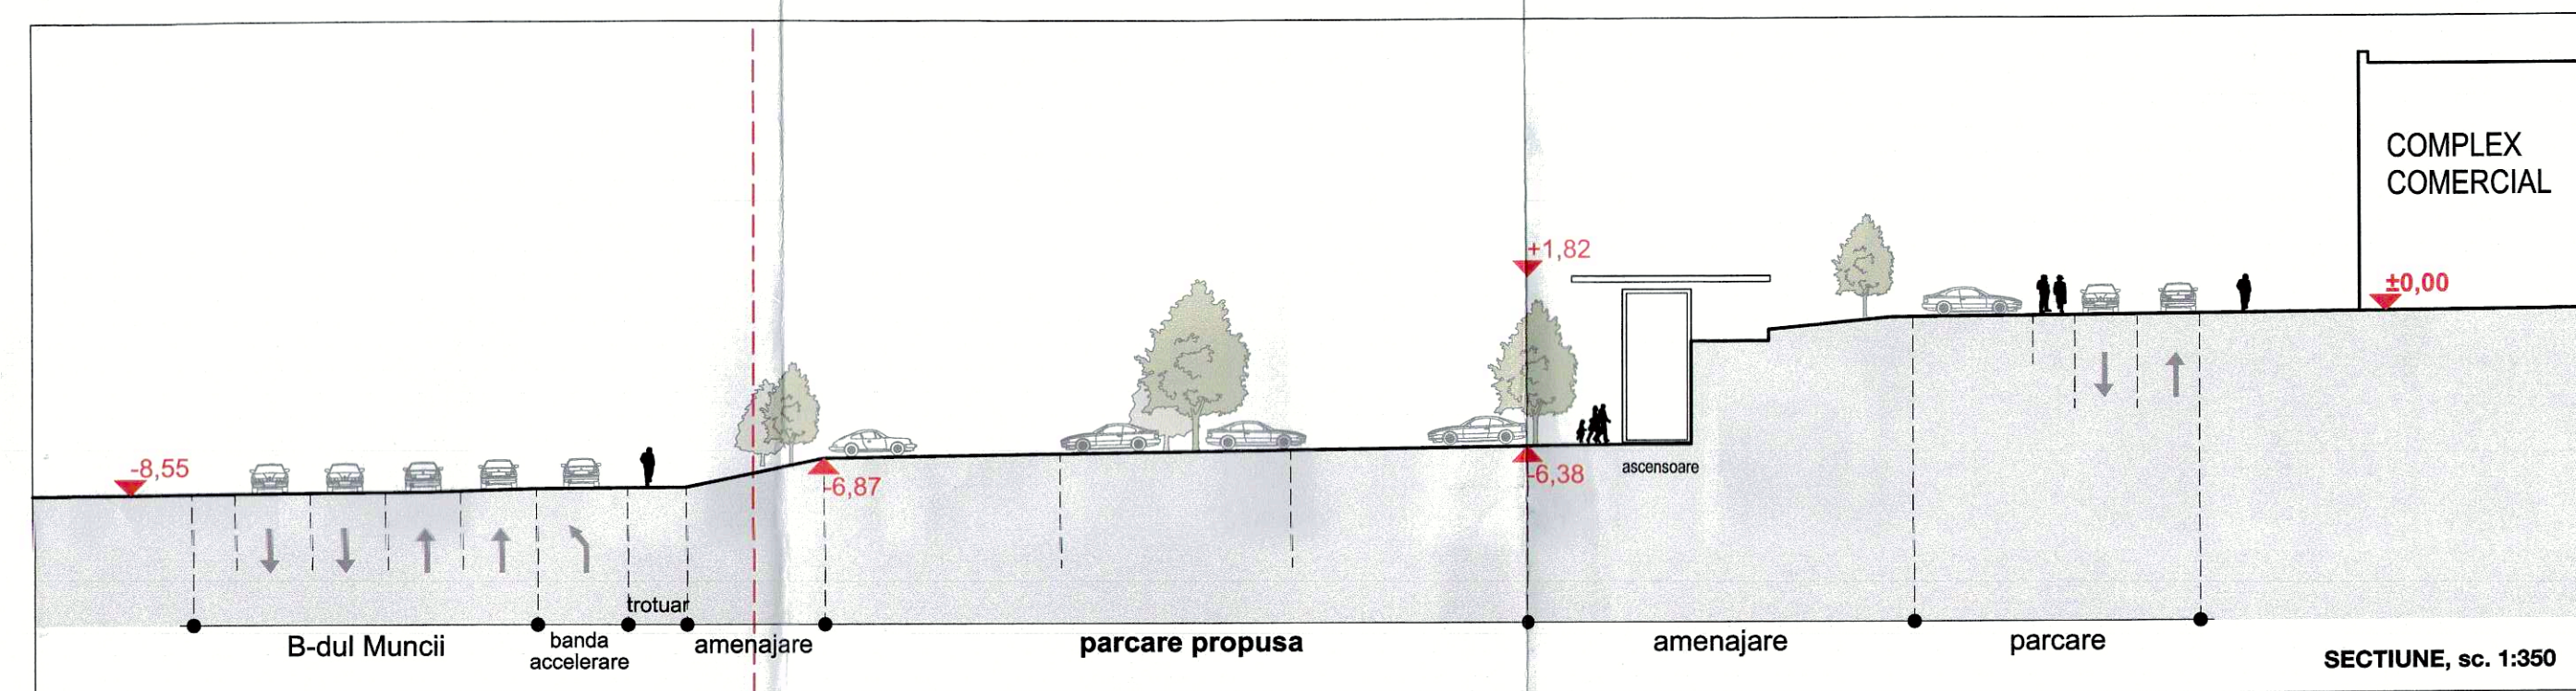 COMPLEX
COMERCIAL
+1,82
±0,00
-8,55
-6,87
-6,38
ascensoare
trotuar
B-dul Muncii
banda
accelerare
amenajare
parcare propusa
amenajare
parcare
SECTIUNE, sc. 1:350